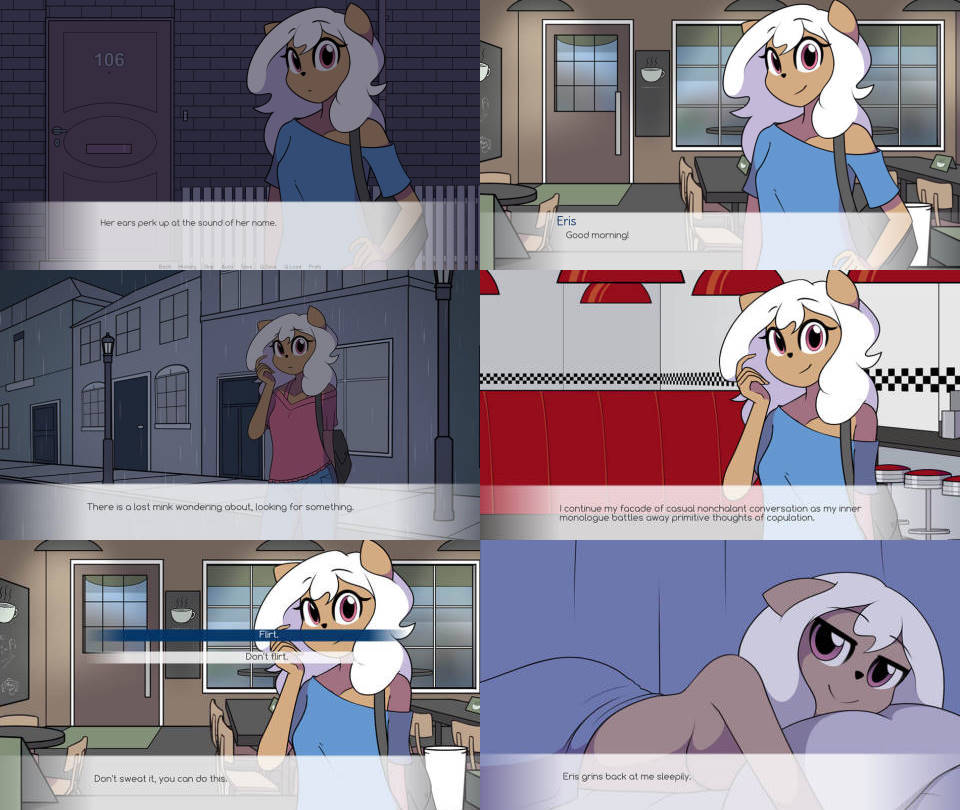 106
Her ears perk up at the sound of her name.
Back History Skip Auto Save Q.Save Q.Load Prefs
Eris
Good morning!
There is a lost mink wondering about, looking for something.
I continue my facade of casual nonchalant conversation as my inner
monologue battles away primitive thoughts of copulation.
Flirt.
Don't flirt.
Don't sweat it, you can do this.
Eris grins back at me sleepily.